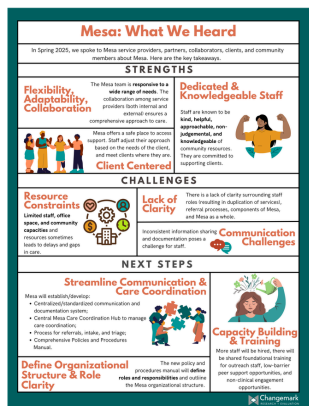 Mesa: What We Heard
In Spring 2025, we spoke to Mesa service providers, partners, collaborators, clients, and community
members about Mesa. Here are the key takeaways.
STRENGTHS
Flexibility,
Adaptability,
Collaboration
The Mesa team is responsive to a
wide range of needs. The
collaboration among service
providers (both internal and
external) ensures a
comprehensive approach to care.
Dedicated &
Knowledgeable Staff
Staff are known to be
kind, helpful,
approachable, non-
judgemental, and
knowledgeable of
community resources.
They are committed to
supporting clients.
Mesa offers a safe place to access
support. Staff adjust their approach
based on the needs of the client,
and meet clients where they are.
Client Centered
CHALLENGES
Resource
Constraints
Limited staff, office
space, and community
capacities and
resources sometimes
leads to delays and gaps
in care.
Lack of
Clarity
There is a lack of clarity surrounding staff
roles (resulting in duplication of services),
referral processes, components of Mesa,
and Mesa as a whole.
Inconsistent information sharing
and documentation poses a
challenge for staff.
Communication
Challenges
NEXT STEPS
Streamline Communication &
Care Coordination
Mesa will establish/develop:
Centralized/standardized communication and
documentation system;
Central Mesa Care Coordination Hub to manage
care coordination;
Process for referrals, intake, and triage;
Comprehensive Policies and Procedures
Manual.
Capacity Building
& Training
More staff will be hired, there will
be shared foundational training
for outreach staff, low-barrier
peer support opportunities, and
non-clinical engagement
opportunities.
Define Organizational
Structure & Role
Clarity
The new policy and
procedures manual will define
roles and responsibilities and outline
the Mesa organizational structure.
Changemark
RESEARCH + EVALUATION